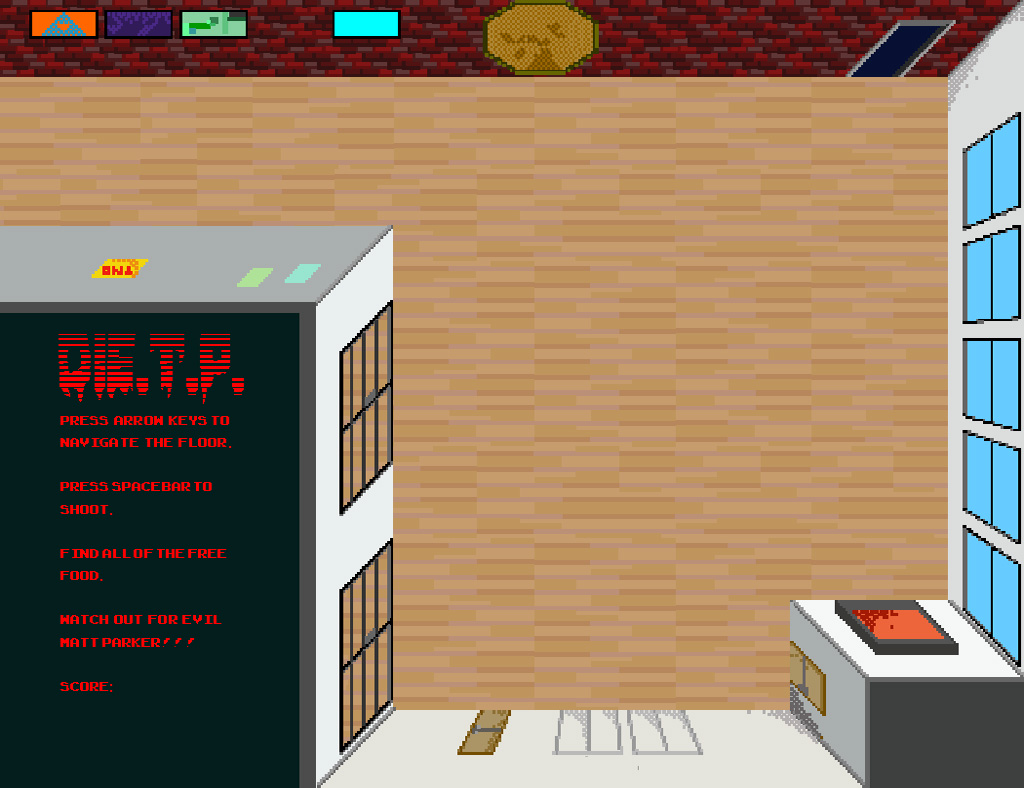 DIE.T.P.
PRESS ARROW KEYS TO
NAVIGATE THE FLOOR.
PRESS SPACEBAR TO
SHOOT.
FIND ALL OF THE FREE
FOOD.
WATCH OUT FOR EVIL
MATT PARKER!!!
SCORE: